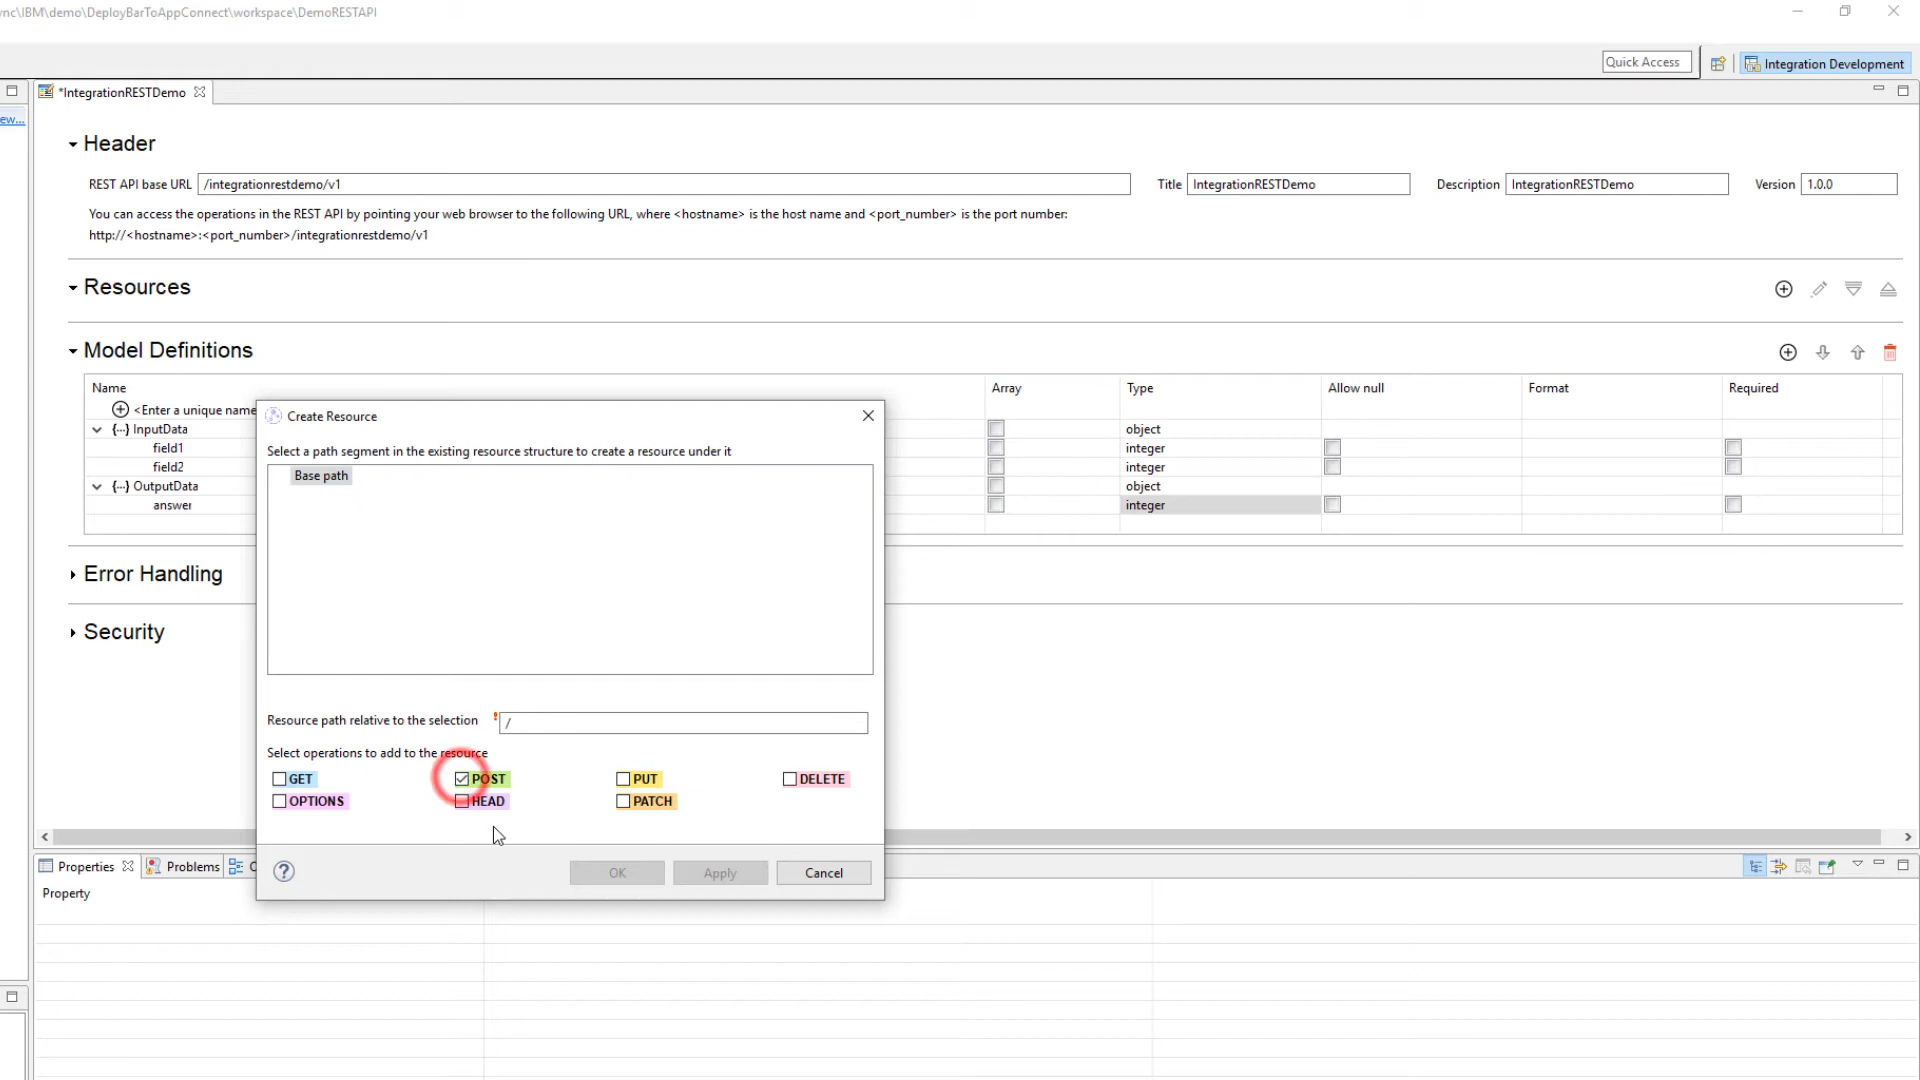 ync\IBM\demo\DeployBarToAppConnect\workspace\DemoRESTAPI
Quick Access
Integration Development
*IntegrationRESTDemo
ew...
Header
REST API base URL /integrationrestdemo/v1 Title IntegrationRESTDemo Description IntegrationRESTDemo Version 1.0.0
You can access the operations in the REST API by pointing your web browser to the following URL, where <hostname> is the host name and <port_number> is the port number:
http://<hostname>:<port_number>/integrationrestdemo/v1
Resources
Model Definitions
Name Array Type Allow null Format Required
<Enter a unique name
{...} InputData object
field1 integer
field2 integer
{...} OutputData object
answer integer
Error Handling
Security
Create Resource
Select a path segment in the existing resource structure to create a resource under it
Base path
Resource path relative to the selection /
Select operations to add to the resource
GET POST PUT DELETE
OPTIONS HEAD PATCH
? OK Apply Cancel
Properties Problems
Property